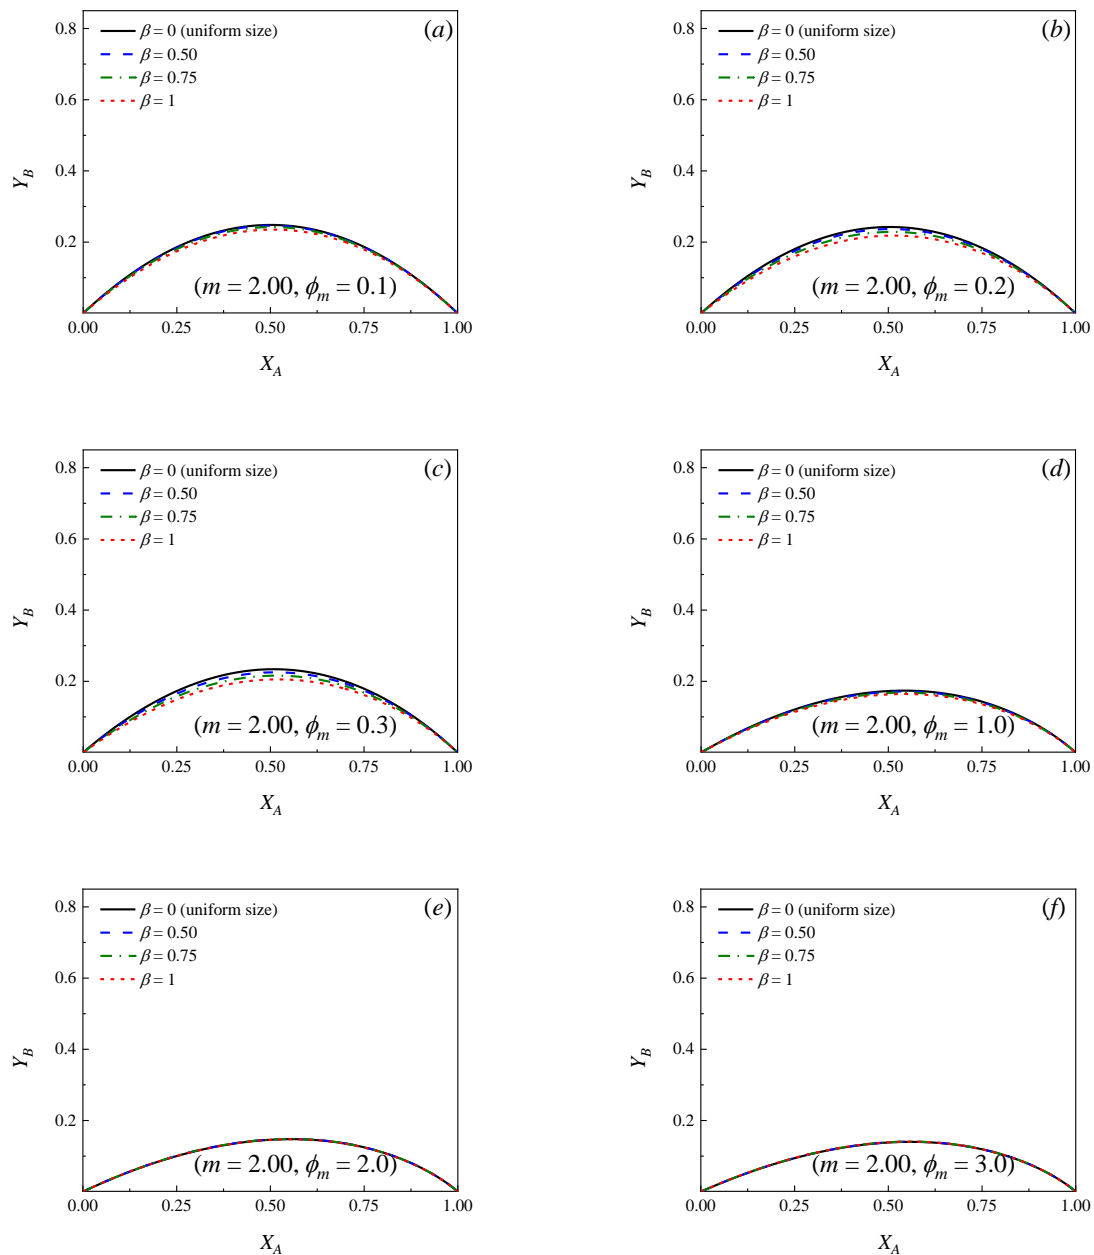 (a)
β = 0 (uniform size)
β = 0.50
β = 0.75
β = 1
0.8
0.6
0.4
0.2
Y_B
(m = 2.00, ϕ_m = 0.1)
0.00 0.25 0.50 0.75 1.00
X_A
(b)
β = 0 (uniform size)
β = 0.50
β = 0.75
β = 1
0.8
0.6
0.4
0.2
Y_B
(m = 2.00, ϕ_m = 0.2)
0.00 0.25 0.50 0.75 1.00
X_A
(c)
β = 0 (uniform size)
β = 0.50
β = 0.75
β = 1
0.8
0.6
0.4
0.2
Y_B
(m = 2.00, ϕ_m = 0.3)
0.00 0.25 0.50 0.75 1.00
X_A
(d)
β = 0 (uniform size)
β = 0.50
β = 0.75
β = 1
0.8
0.6
0.4
0.2
Y_B
(m = 2.00, ϕ_m = 1.0)
0.00 0.25 0.50 0.75 1.00
X_A
(e)
β = 0 (uniform size)
β = 0.50
β = 0.75
β = 1
0.8
0.6
0.4
0.2
Y_B
(m = 2.00, ϕ_m = 2.0)
0.00 0.25 0.50 0.75 1.00
X_A
(f)
β = 0 (uniform size)
β = 0.50
β = 0.75
β = 1
0.8
0.6
0.4
0.2
Y_B
(m = 2.00, ϕ_m = 3.0)
0.00 0.25 0.50 0.75 1.00
X_A